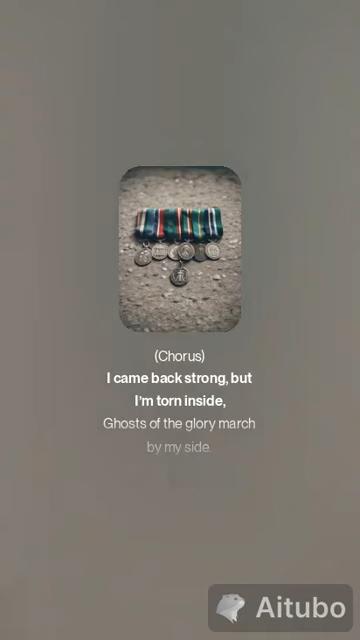 (Chorus)
I came back strong, but
I'm torn inside,
Ghosts of the glory march
by my side.
Aitubo